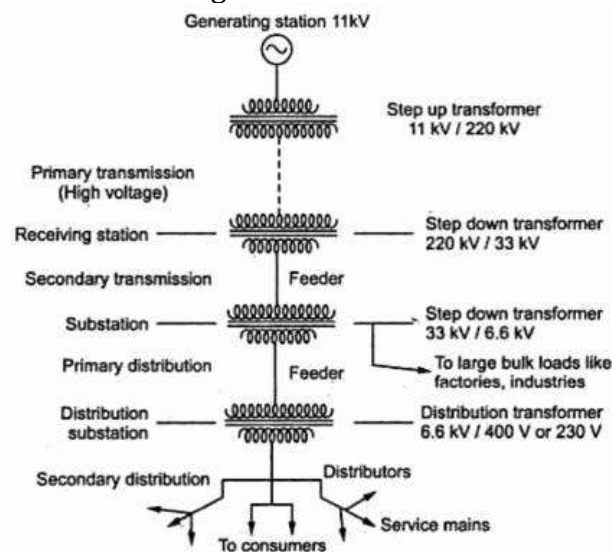 Generating station 11kV
Step up transformer
11 kV / 220 kV
Primary transmission
(High voltage)
Receiving station
Step down transformer
220 kV / 33 kV
Secondary transmission
Feeder
Substation
Step down transformer
33 kV / 6.6 kV
Primary distribution
Feeder
To large bulk loads like
factories, industries
Distribution
substation
Distribution transformer
6.6 kV / 400 V or 230 V
Secondary distribution
Distributors
Service mains
To consumers